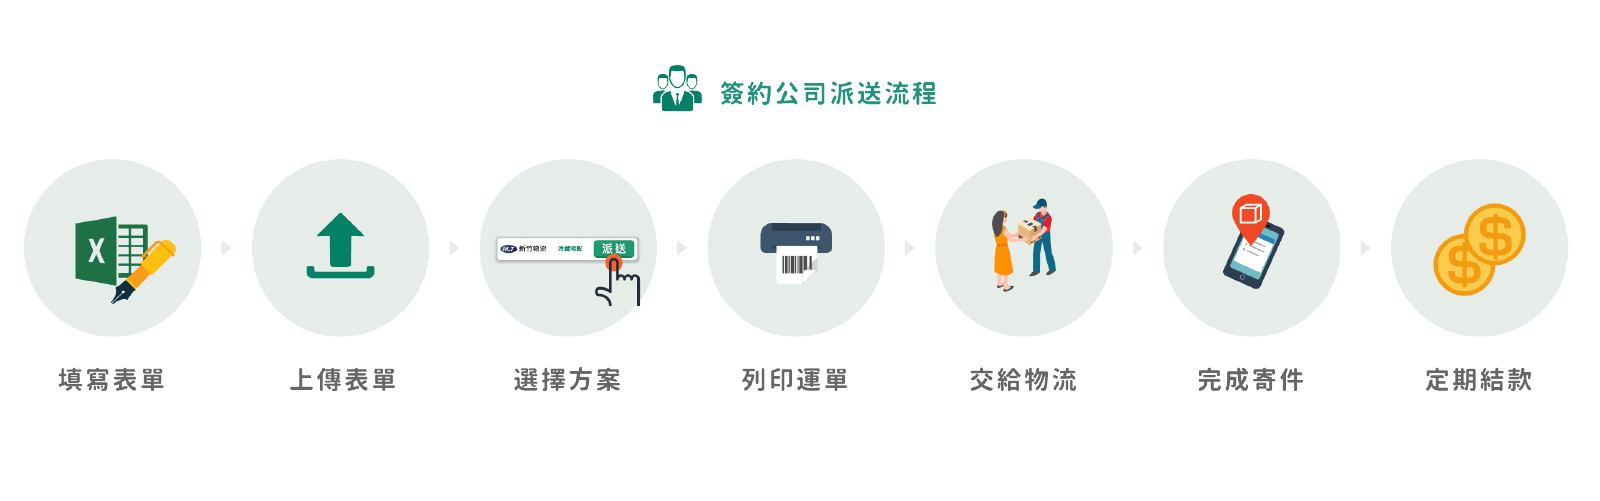 簽約公司派送流程
X
HCT 新竹物流 冷藏宅配 派送
$
$
填寫表單
上傳表單
選擇方案
列印運單
交給物流
完成寄件
定期結款